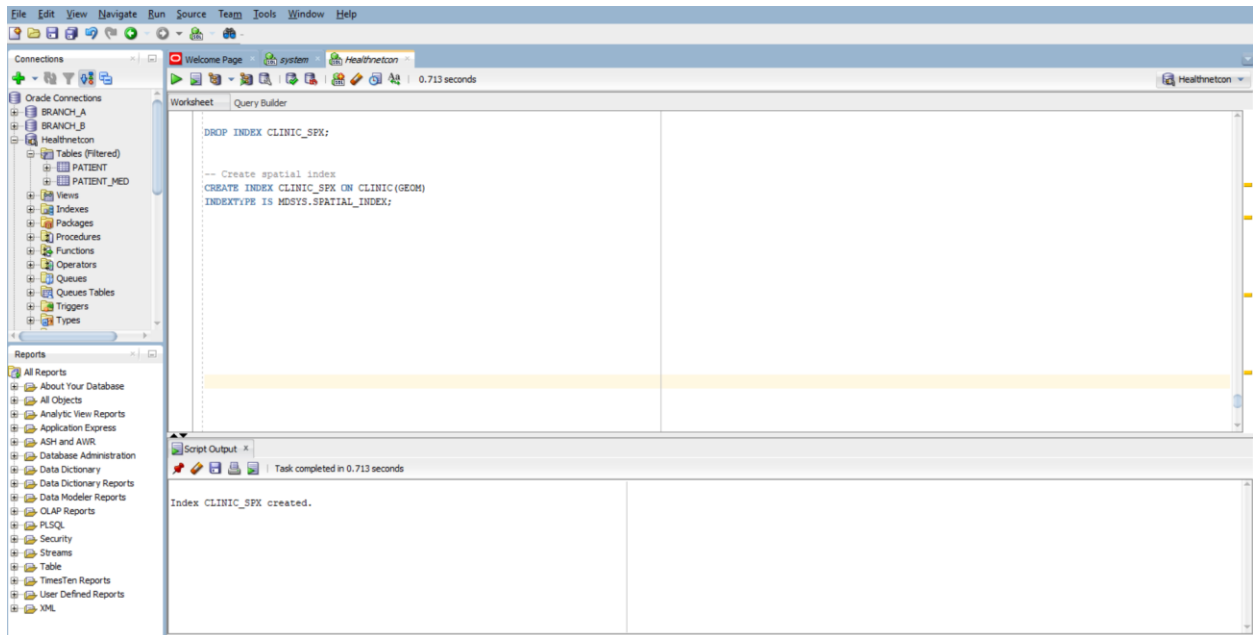 File Edit View Navigate Run Source Team Tools Window Help
Connections
Welcome Page system Healthnetcon
0.713 seconds
Healthnetcon
Oracle Connections
BRANCH_A
BRANCH_B
Healthnetcon
Tables (Filtered)
PATIENT
PATIENT_MED
Views
Indexes
Packages
Procedures
Functions
Operators
Queues
Queues Tables
Triggers
Types
Worksheet Query Builder
DROP INDEX CLINIC_SPX;
-- Create spatial index
CREATE INDEX CLINIC_SPX ON CLINIC(GEOM)
INDEXTYPE IS MDSYS.SPATIAL_INDEX;
Reports
All Reports
About Your Database
All Objects
Analytic View Reports
Application Express
ASH and AWR
Database Administration
Data Dictionary
Data Dictionary Reports
Data Modeler Reports
OLAP Reports
PLSQL
Security
Streams
Table
TimesTen Reports
User Defined Reports
XML
Script Output
Task completed in 0.713 seconds
Index CLINIC_SPX created.